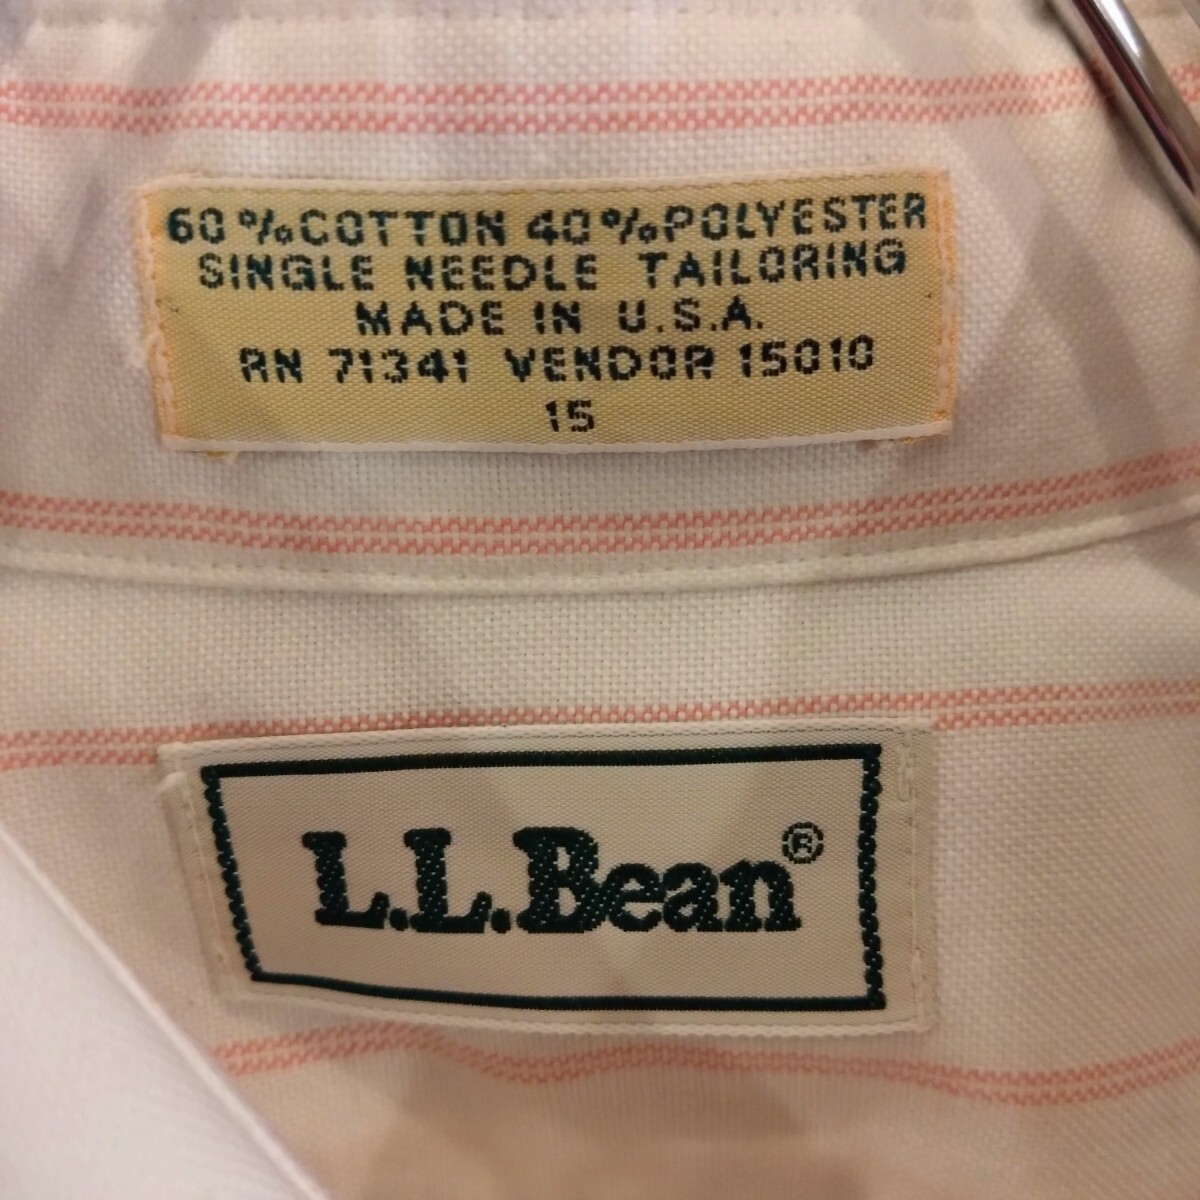 60%COTTON 40%POLYESTER
SINGLE NEEDLE TAILORING
MADE IN U.S.A.
RN 71341 VENDOR 15010
15
L.L.Bean®